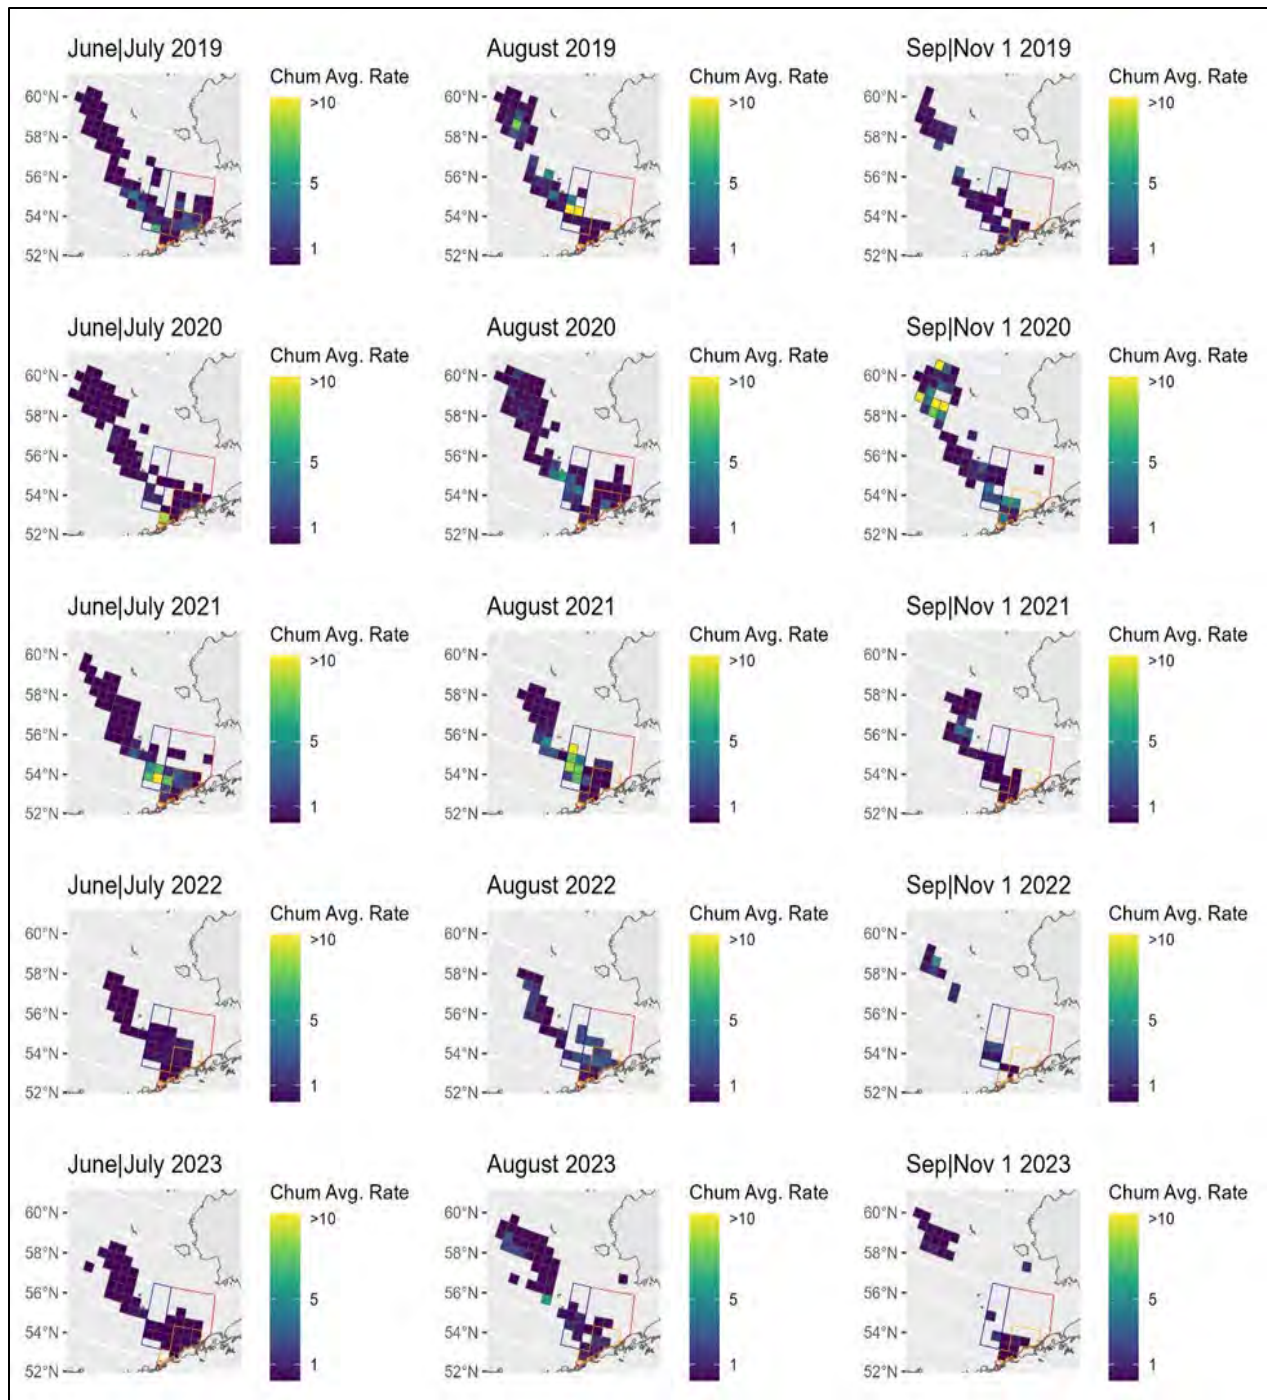 June|July 2019
August 2019
Sep|Nov 1 2019
Chum Avg. Rate
Chum Avg. Rate
Chum Avg. Rate
60°N
58°N
56°N
54°N
52°N
>10
5
1
60°N
58°N
56°N
54°N
52°N
>10
5
1
60°N
58°N
56°N
54°N
52°N
>10
5
1
June|July 2020
August 2020
Sep|Nov 1 2020
Chum Avg. Rate
Chum Avg. Rate
Chum Avg. Rate
60°N
58°N
56°N
54°N
52°N
>10
5
1
60°N
58°N
56°N
54°N
52°N
>10
5
1
60°N
58°N
56°N
54°N
52°N
>10
5
1
June|July 2021
August 2021
Sep|Nov 1 2021
Chum Avg. Rate
Chum Avg. Rate
Chum Avg. Rate
60°N
58°N
56°N
54°N
52°N
>10
5
1
60°N
58°N
56°N
54°N
52°N
>10
5
1
60°N
58°N
56°N
54°N
52°N
>10
5
1
June|July 2022
August 2022
Sep|Nov 1 2022
Chum Avg. Rate
Chum Avg. Rate
Chum Avg. Rate
60°N
58°N
56°N
54°N
52°N
>10
5
1
60°N
58°N
56°N
54°N
52°N
>10
5
1
60°N
58°N
56°N
54°N
52°N
>10
5
1
June|July 2023
August 2023
Sep|Nov 1 2023
Chum Avg. Rate
Chum Avg. Rate
Chum Avg. Rate
60°N
58°N
56°N
54°N
52°N
>10
5
1
60°N
58°N
56°N
54°N
52°N
>10
5
1
60°N
58°N
56°N
54°N
52°N
>10
5
1